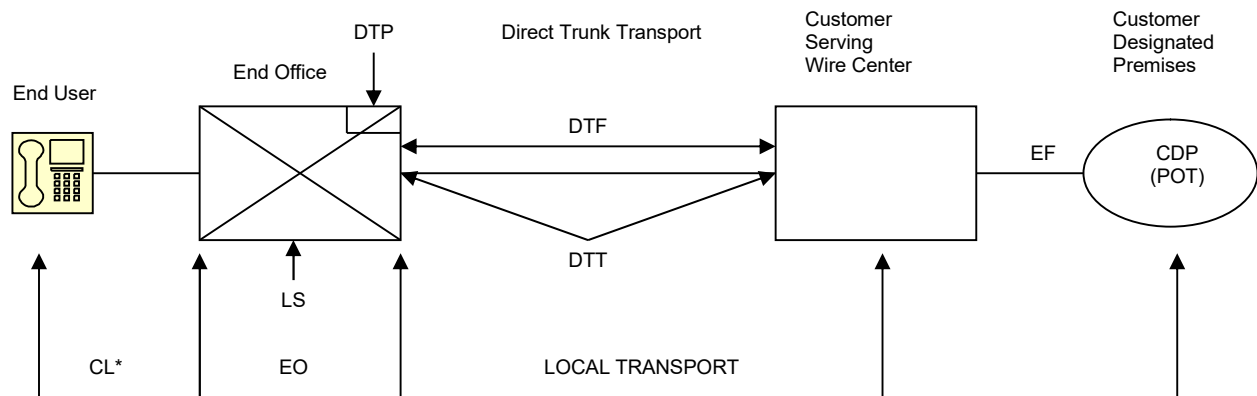 DTP
Direct Trunk Transport
Customer
Serving
Wire Center
Customer
Designated
Premises
End Office
End User
DTF
EF
CDP
(POT)
DTT
LS
CL*
EO
LOCAL TRANSPORT